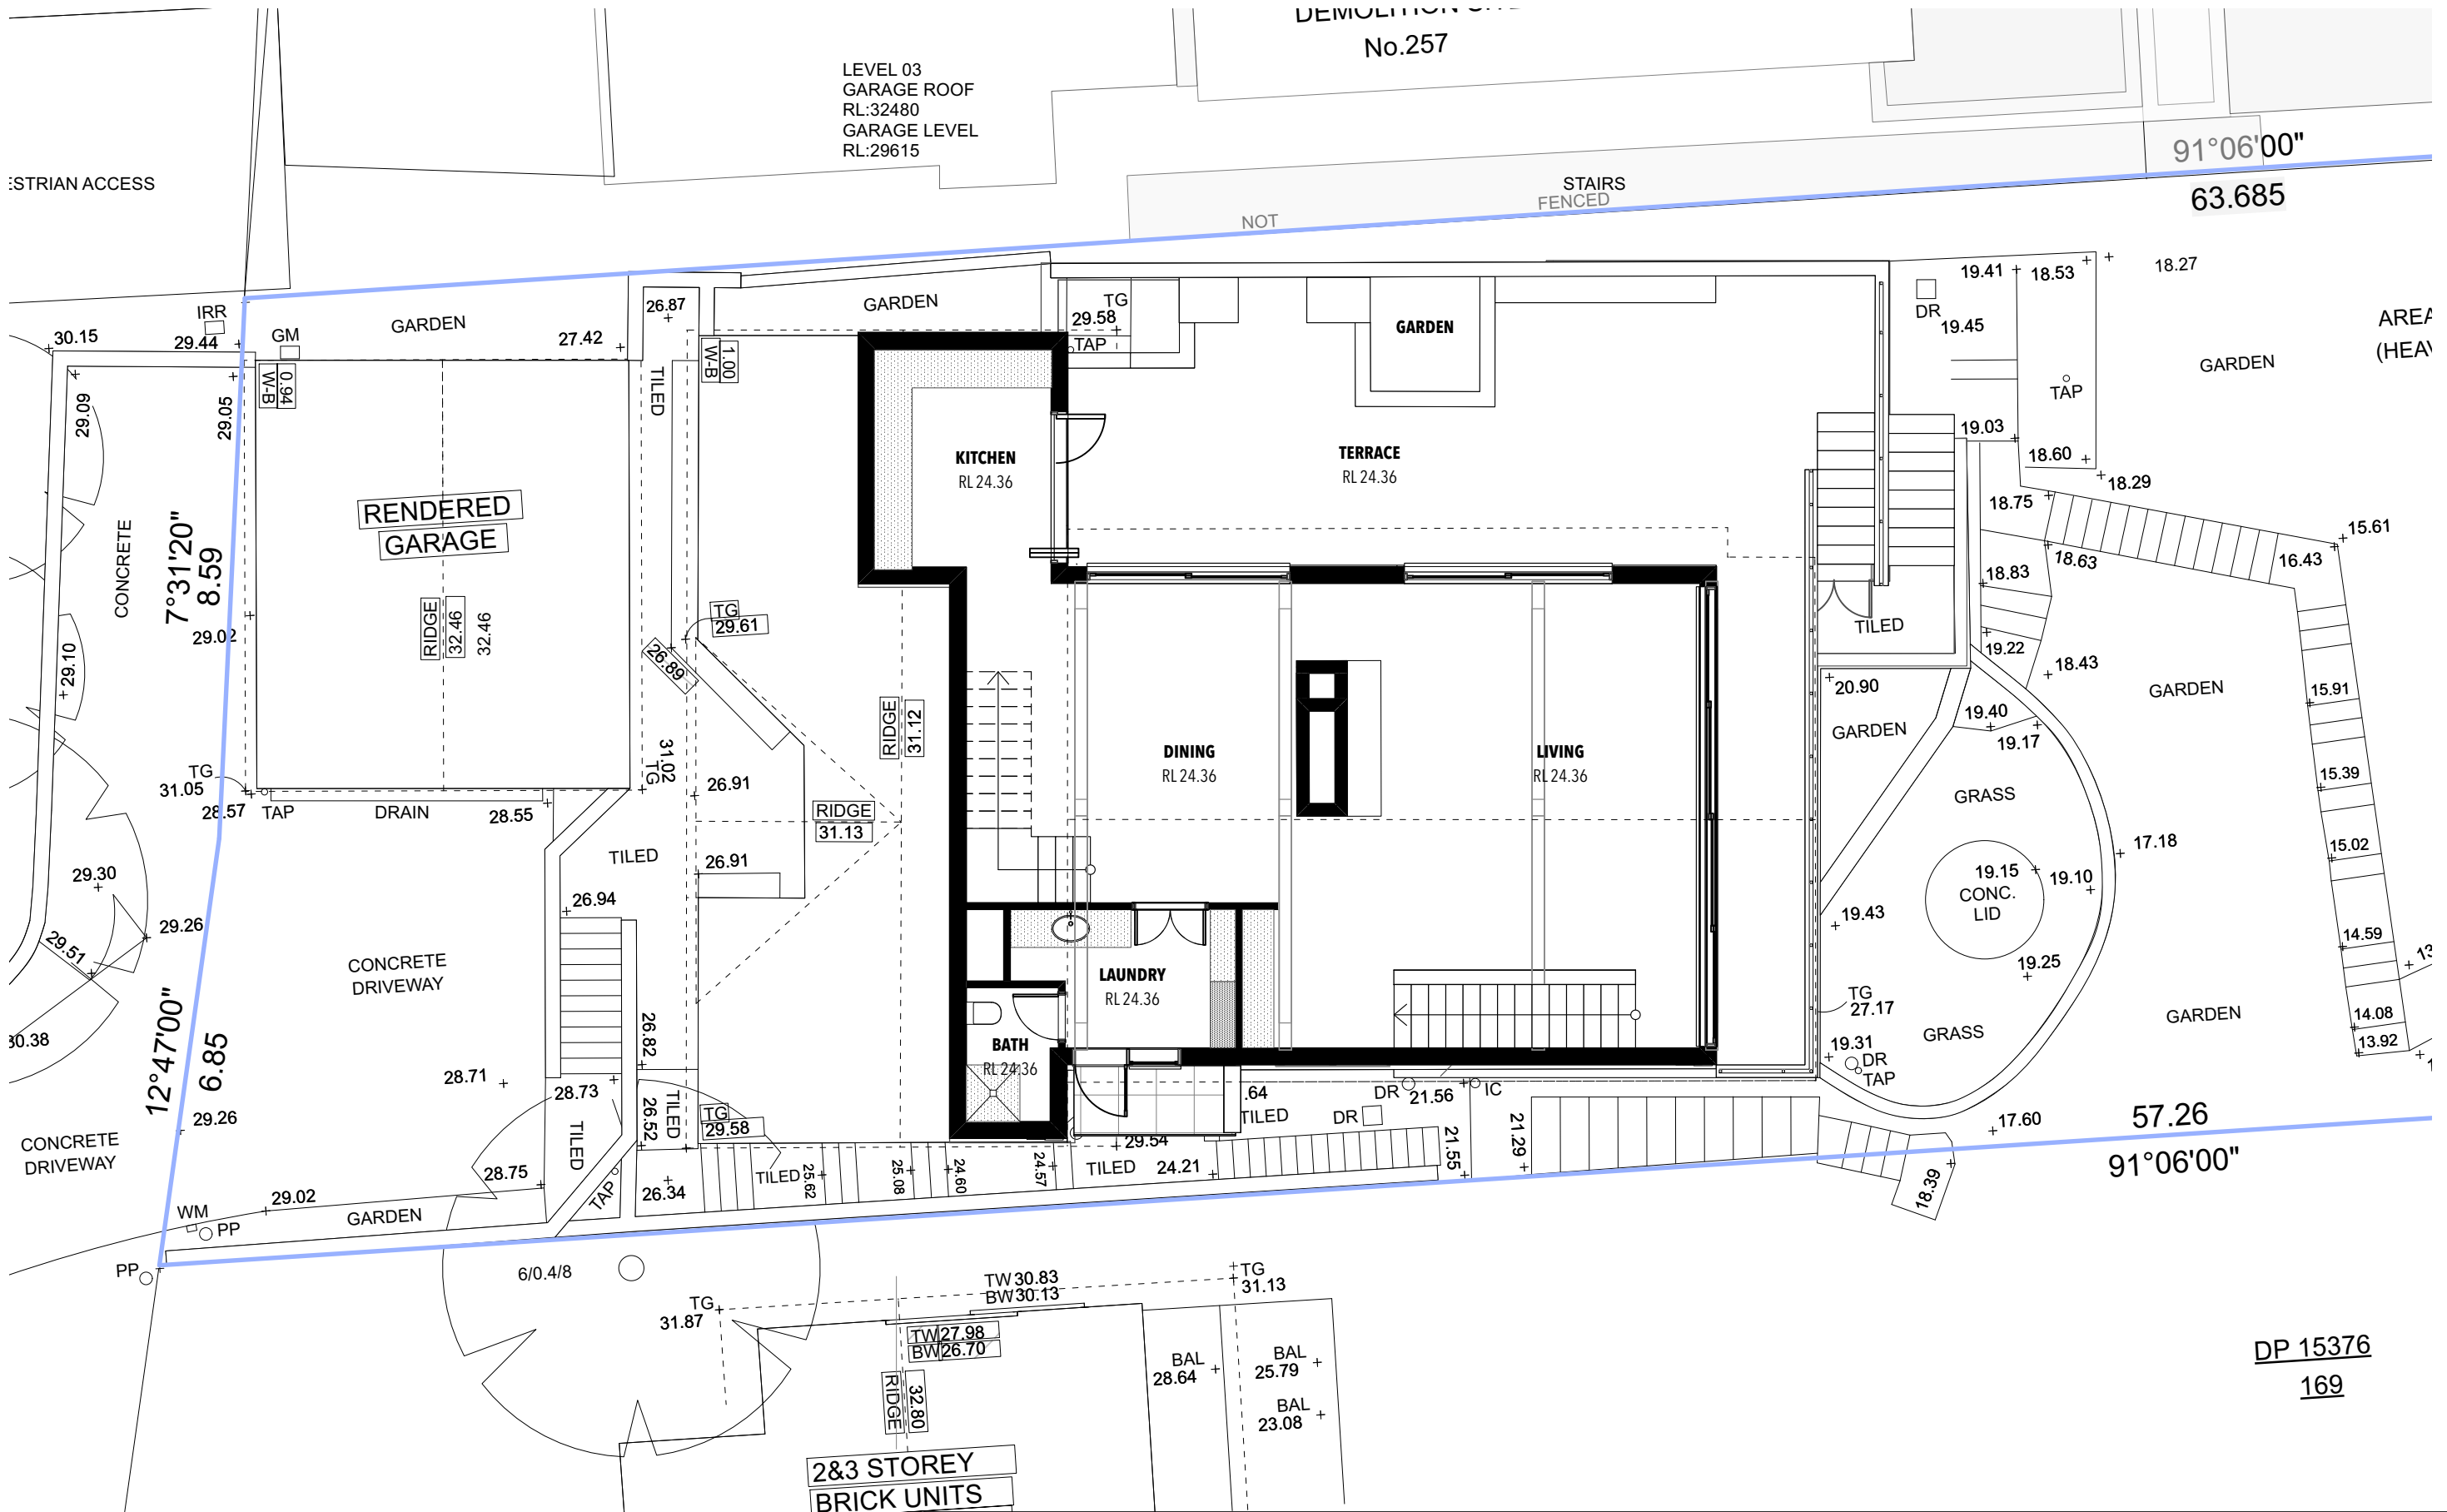 No.257
LEVEL 03
GARAGE ROOF
RL:32480
GARAGE LEVEL
RL:29615
91°06'00"
ESTRIAN ACCESS
STAIRS
FENCED
NOT
63.685
IRR
GM
GARDEN
30.15
29.44
27.42
26.87
GARDEN
TG
29.58
TAP
GARDEN
19.41
18.53
18.27
DR
19.45
GARDEN
TAP
W-B
0.94
W-B
1.00
TILED
29.09
29.05
KITCHEN
RL 24.36
TERRACE
RL 24.36
19.03
18.60
18.29
18.75
15.61
RENDERED
GARAGE
CONCRETE
7°31'20"
8.59
RIDGE
32.46
32.46
29.02
29.10
TG
29.61
26.89
18.63
16.43
18.83
TILED
19.22
18.43
20.90
GARDEN
15.91
RIDGE
31.12
31.02
TG
DINING
RL 24.36
LIVING
RL 24.36
19.40
GARDEN
19.17
TG
31.05
28.57
TAP
DRAIN
28.55
26.91
RIDGE
31.13
GRASS
15.39
17.18
15.02
TILED
26.91
29.30
26.94
29.26
29.51
19.15
CONC.
LID
19.10
19.43
14.59
CONCRETE
DRIVEWAY
LAUNDRY
RL 24.36
19.25
TG
27.17
GARDEN
14.08
13.92
30.38
12°47'00"
6.85
26.82
BATH
RL 24.36
GRASS
19.31
DR
TAP
28.71
28.73
26.52
TILED
TG
29.58
.64
TILED
DR
21.56
IC
DR
21.29
21.55
17.60
57.26
91°06'00"
29.26
CONCRETE
DRIVEWAY
TILED
28.75
29.54
TILED
24.21
TILED
25.62
25.08
24.60
24.57
26.34
TAP
18.39
29.02
GARDEN
WM
PP
PP
6/0.4/8
TW 30.83
BW 30.13
TG
31.13
TG
31.87
TW 27.98
BW 26.70
RIDGE
32.80
BAL
28.64
BAL
25.79
BAL
23.08
DP 15376
169
2&3 STOREY
BRICK UNITS